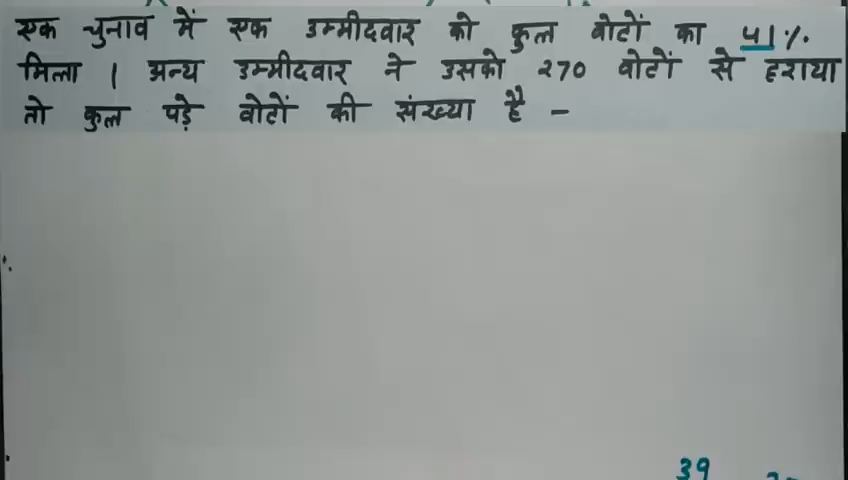 एक चुनाव में एक उम्मीदवार को कुल वोटों का 41%
मिला । अन्य उम्मीदवार ने उसको 270 वोटों से हराया
तो कुल पड़े वोटों की संख्या है -
39